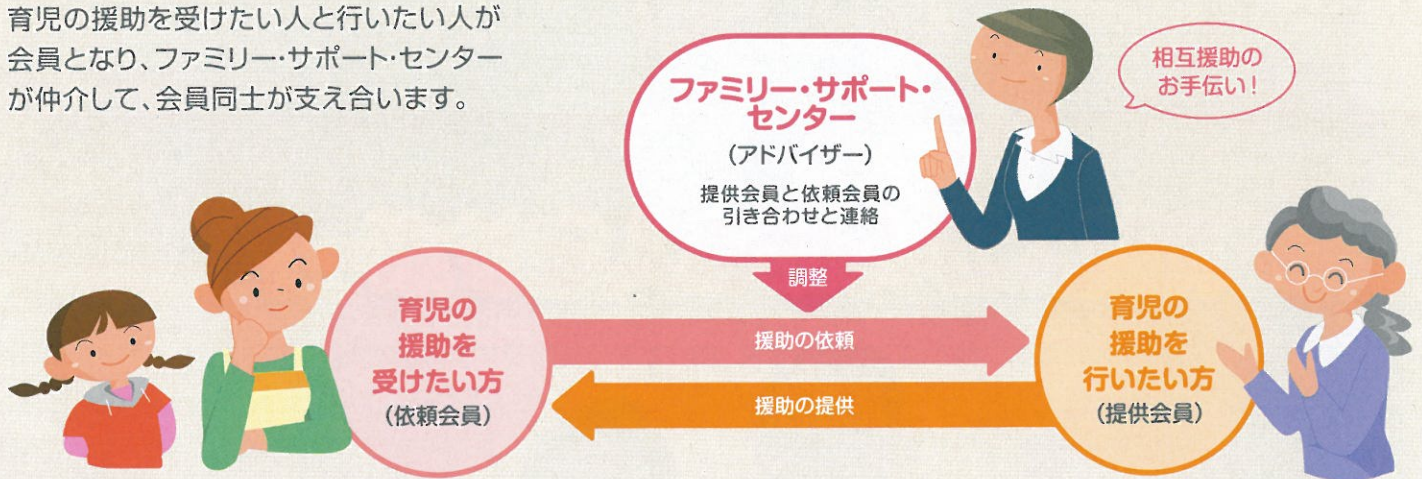 育児の援助を受けたい人と行いたい人が
会員となり、ファミリー・サポート・センター
が仲介して、会員同士が支え合います。
ファミリー・サポート・
センター
(アドバイザー)
提供会員と依頼会員の
引き合わせと連絡
相互援助の
お手伝い!
調整
育児の
援助を
受けたい方
(依頼会員)
援助の依頼
援助の提供
育児の
援助を
行いたい方
(提供会員)